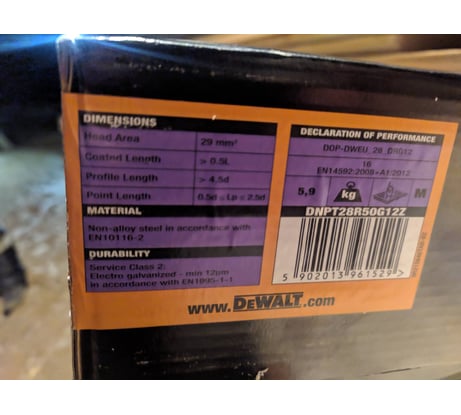 DIMENSIONS
Head Area 29 mm²
Coated Length > 0.5L
Profile Length > 4.5d
Point Length 0.5d ≤ Lp ≤ 2.5d
MATERIAL
Non-alloy steel in accordance with
EN10116-2
DURABILITY
Service Class 2:
Electro galvanized - min 12µm
in accordance with EN1995-1-1
DECLARATION OF PERFORMANCE
16
EN14592:2008+A1:2012
5,9 kg M
DNPT28R50G12Z
5 902013 961529 >
www.DEWALT.com